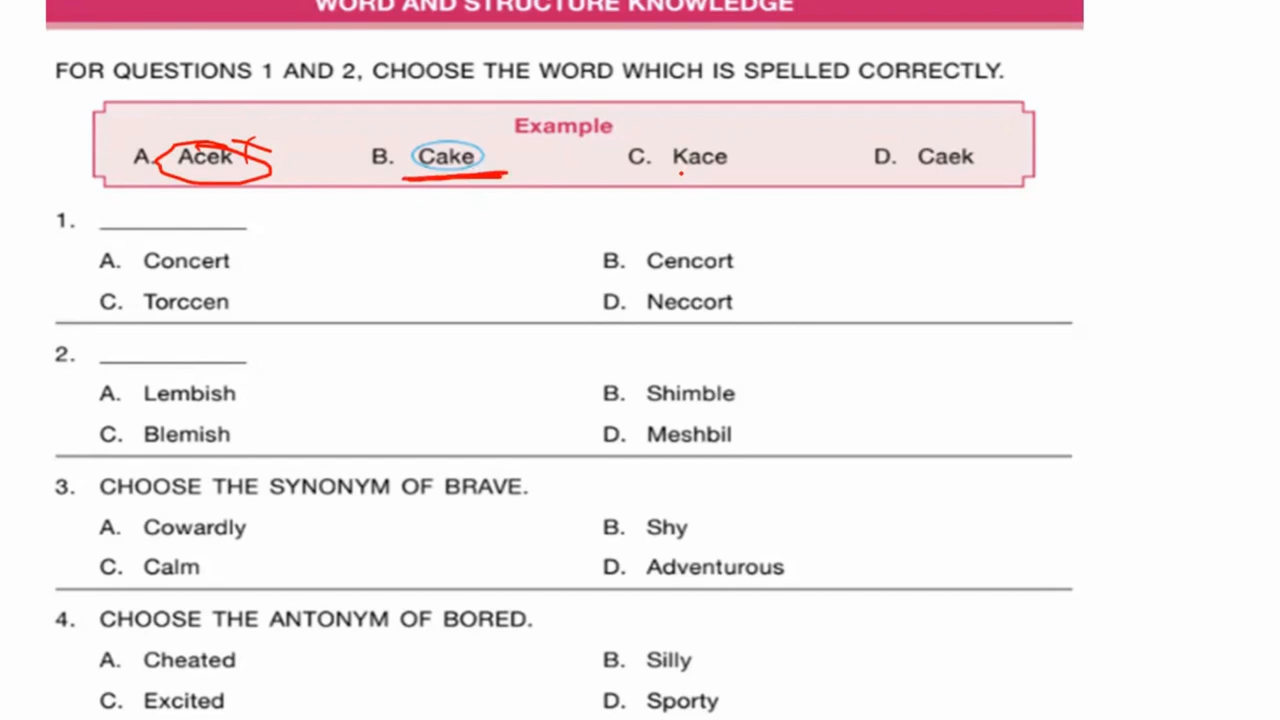 WORD AND STRUCTURE KNOWLEDGE
FOR QUESTIONS 1 AND 2, CHOOSE THE WORD WHICH IS SPELLED CORRECTLY.
Example
A. Acek B. Cake C. Kace D. Caek
1. __________
A. Concert B. Cencort
C. Torccen D. Neccort
2. __________
A. Lembish B. Shimble
C. Blemish D. Meshbil
3. CHOOSE THE SYNONYM OF BRAVE.
A. Cowardly B. Shy
C. Calm D. Adventurous
4. CHOOSE THE ANTONYM OF BORED.
A. Cheated B. Silly
C. Excited D. Sporty